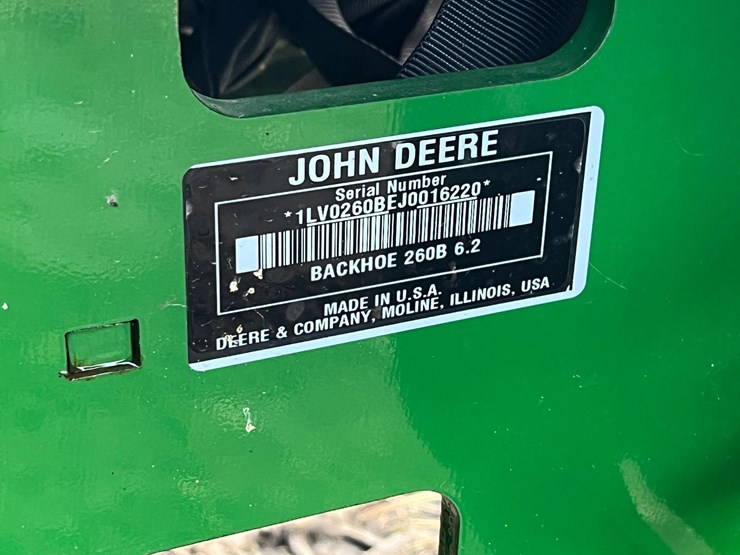 JOHN DEERE
Serial Number
*1LV0260BEJ0016220*
BACKHOE 260B 6.2
MADE IN U.S.A.
DEERE & COMPANY, MOLINE, ILLINOIS, USA